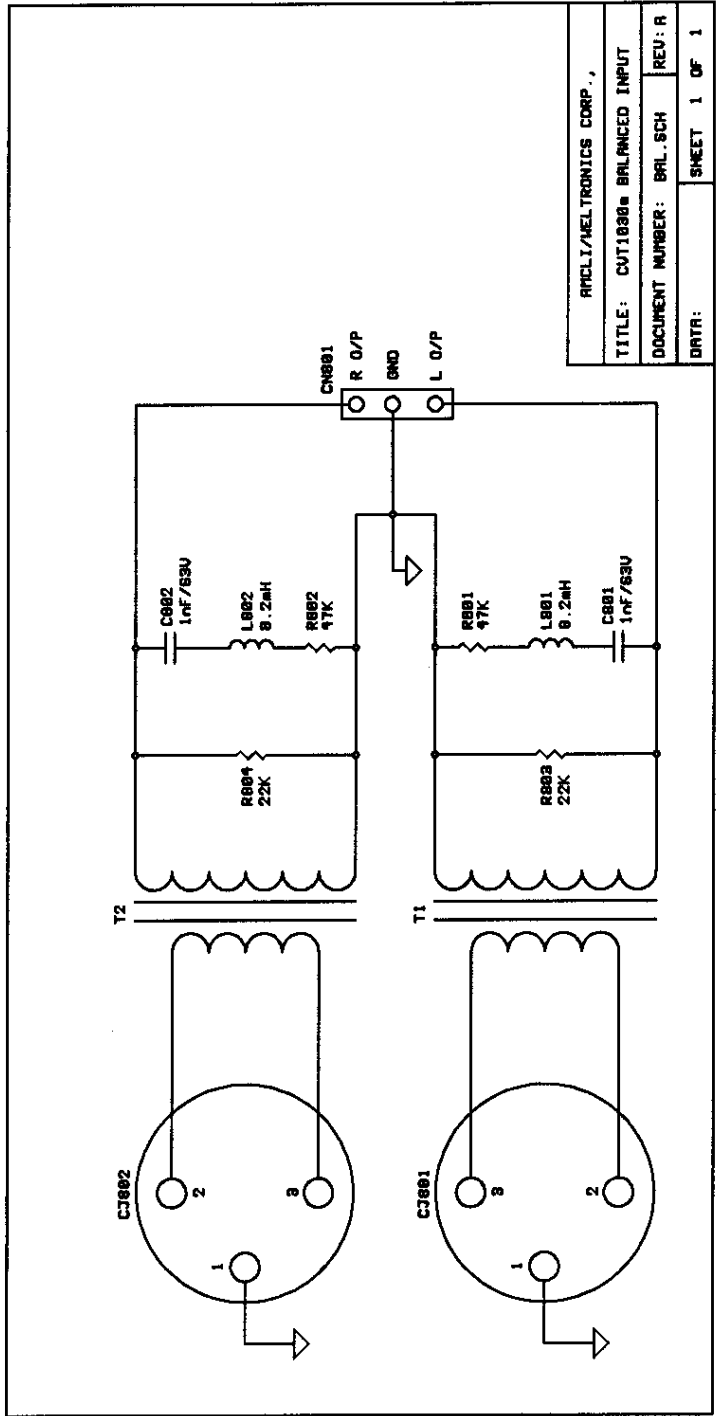 CJ802
1
2
3
T2
R804
22K
C802
1nF/63V
L802
8.2mH
R802
47K
CN801
R O/P
GND
L O/P
CJ801
1
3
2
T1
R803
22K
R801
47K
L801
8.2mH
C801
1nF/63V
AMCLI/WELTRONICS CORP.,
TITLE: CVT1030a BALANCED INPUT
DOCUMENT NUMBER: BAL.SCH REV: A
DATA: SHEET 1 OF 1